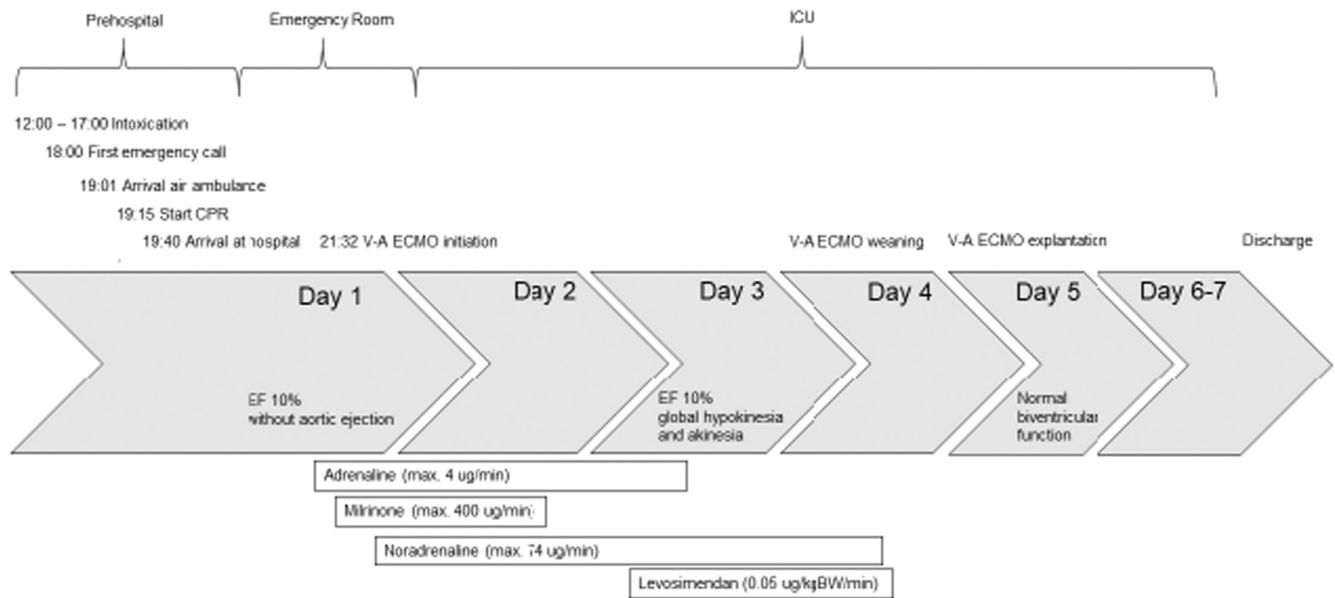 Prehospital
Emergency Room
ICU
12:00 – 17:00 Intoxication
18:00 First emergency call
19:01 Arrival air ambulance
19:15 Start CPR
19:40 Arrival at hospital
21:32 V-A ECMO initiation
V-A ECMO weaning
V-A ECMO explantation
Discharge
Day 1
Day 2
Day 3
Day 4
Day 5
Day 6-7
EF 10%
without aortic ejection
EF 10%
global hypokinesia
and akinesia
Normal
biventricular
function
Adrenaline (max. 4 ug/min)
Milrinone (max. 400 ug/min)
Noradrenaline (max. 74 ug/min)
Levosimendan (0.05 ug/kgBW/min)